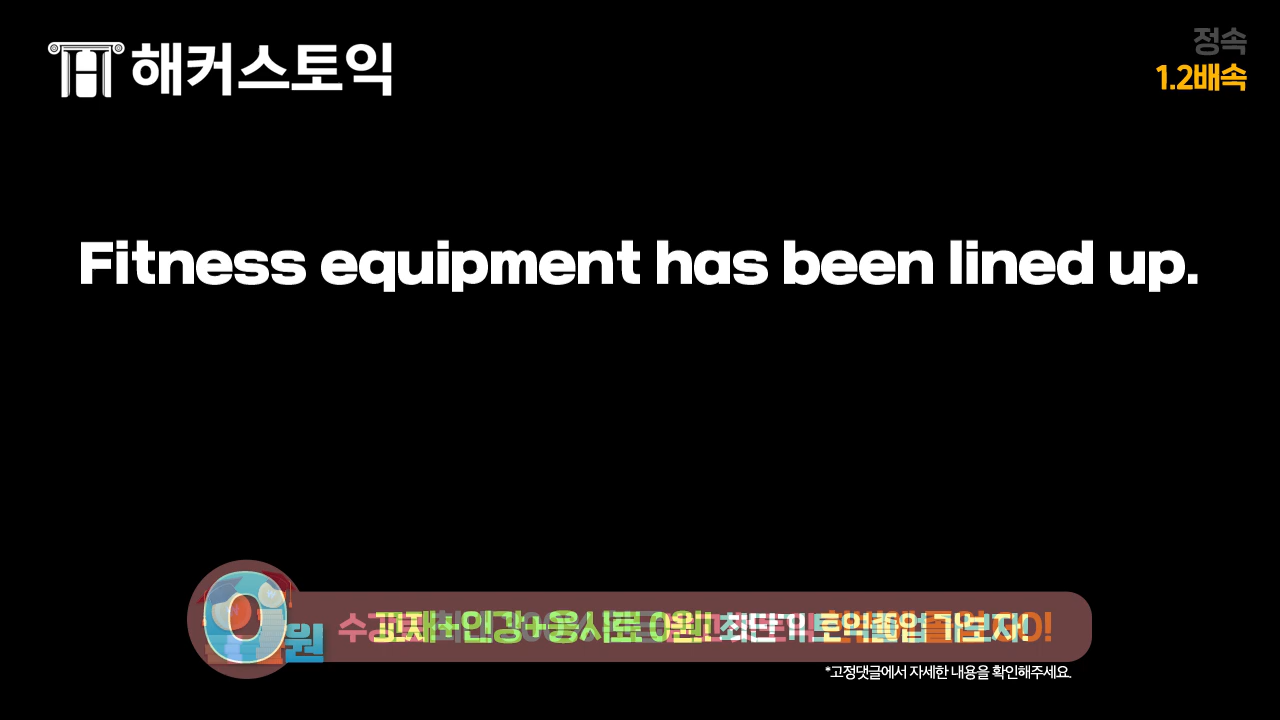 해커스토익
정속
1.2배속
Fitness equipment has been lined up.
0원
교재+인강+응시료 0원! 최단기 토익졸업 가보자!
*고정댓글에서 자세한 내용을 확인해주세요.